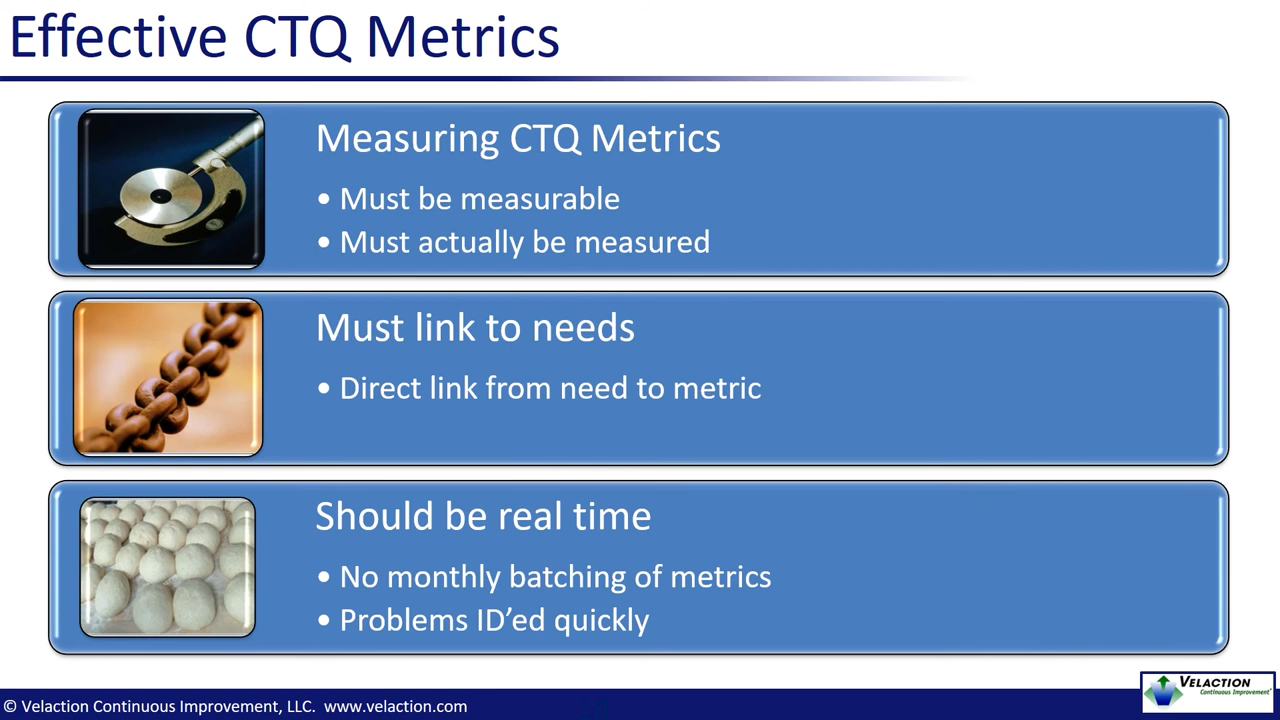 Effective CTQ Metrics
Measuring CTQ Metrics
• Must be measurable
• Must actually be measured
Must link to needs
• Direct link from need to metric
Should be real time
• No monthly batching of metrics
• Problems ID’ed quickly
© Velaction Continuous Improvement, LLC.  www.velaction.com
VELACTION
Continuous Improvement